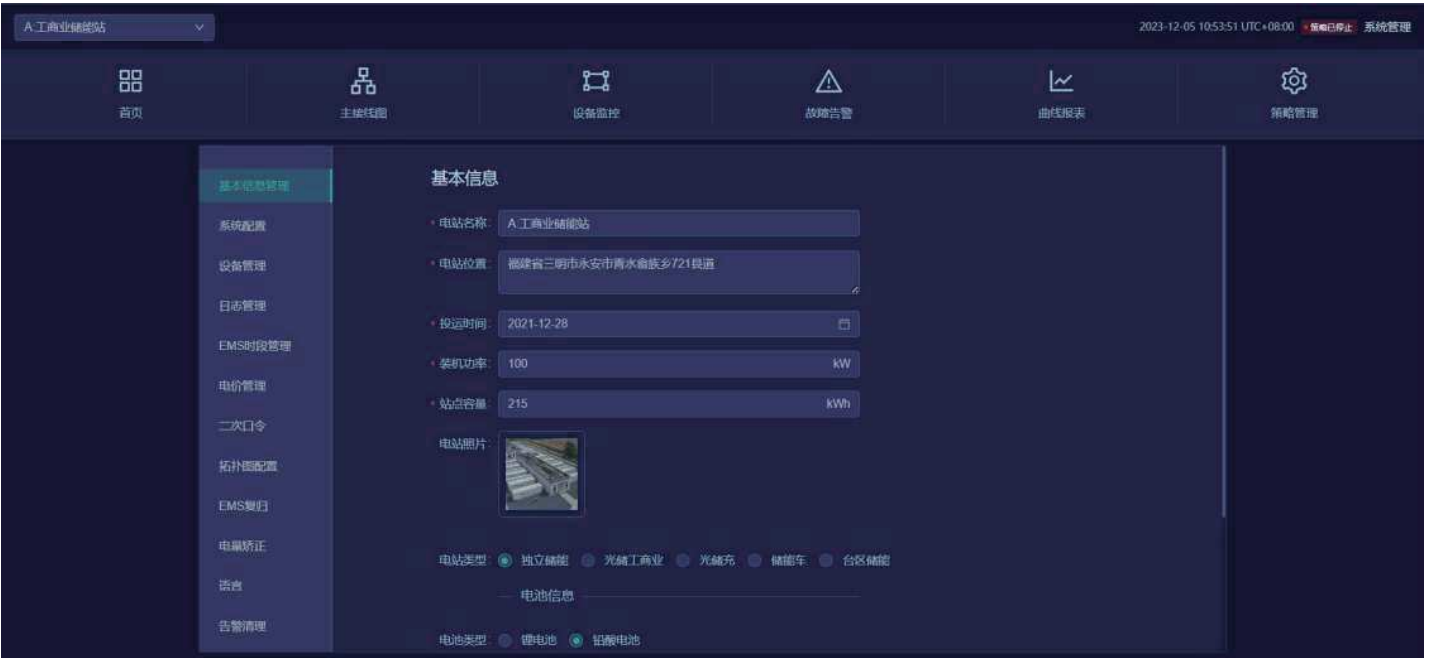 A.工商业储能站
2023-12-05 10:53:51 UTC+08:00 策略已停止 系统管理
首页 主接线图 设备监控 故障告警 曲线报表 策略管理
基本信息管理
系统配置
设备管理
日志管理
EMS时段管理
电价管理
二次口令
拓扑图配置
EMS复归
电量矫正
语言
告警清理
基本信息
* 电站名称: A.工商业储能站
* 电站位置: 福建省三明市永安市青水畲族乡721县道
* 投运时间: 2021-12-28
* 装机功率: 100 kW
* 站点容量: 215 kWh
电站照片:
电站类型: 独立储能 光储工商业 光储充 储能车 台区储能
电池信息
电池类型: 锂电池 铅酸电池